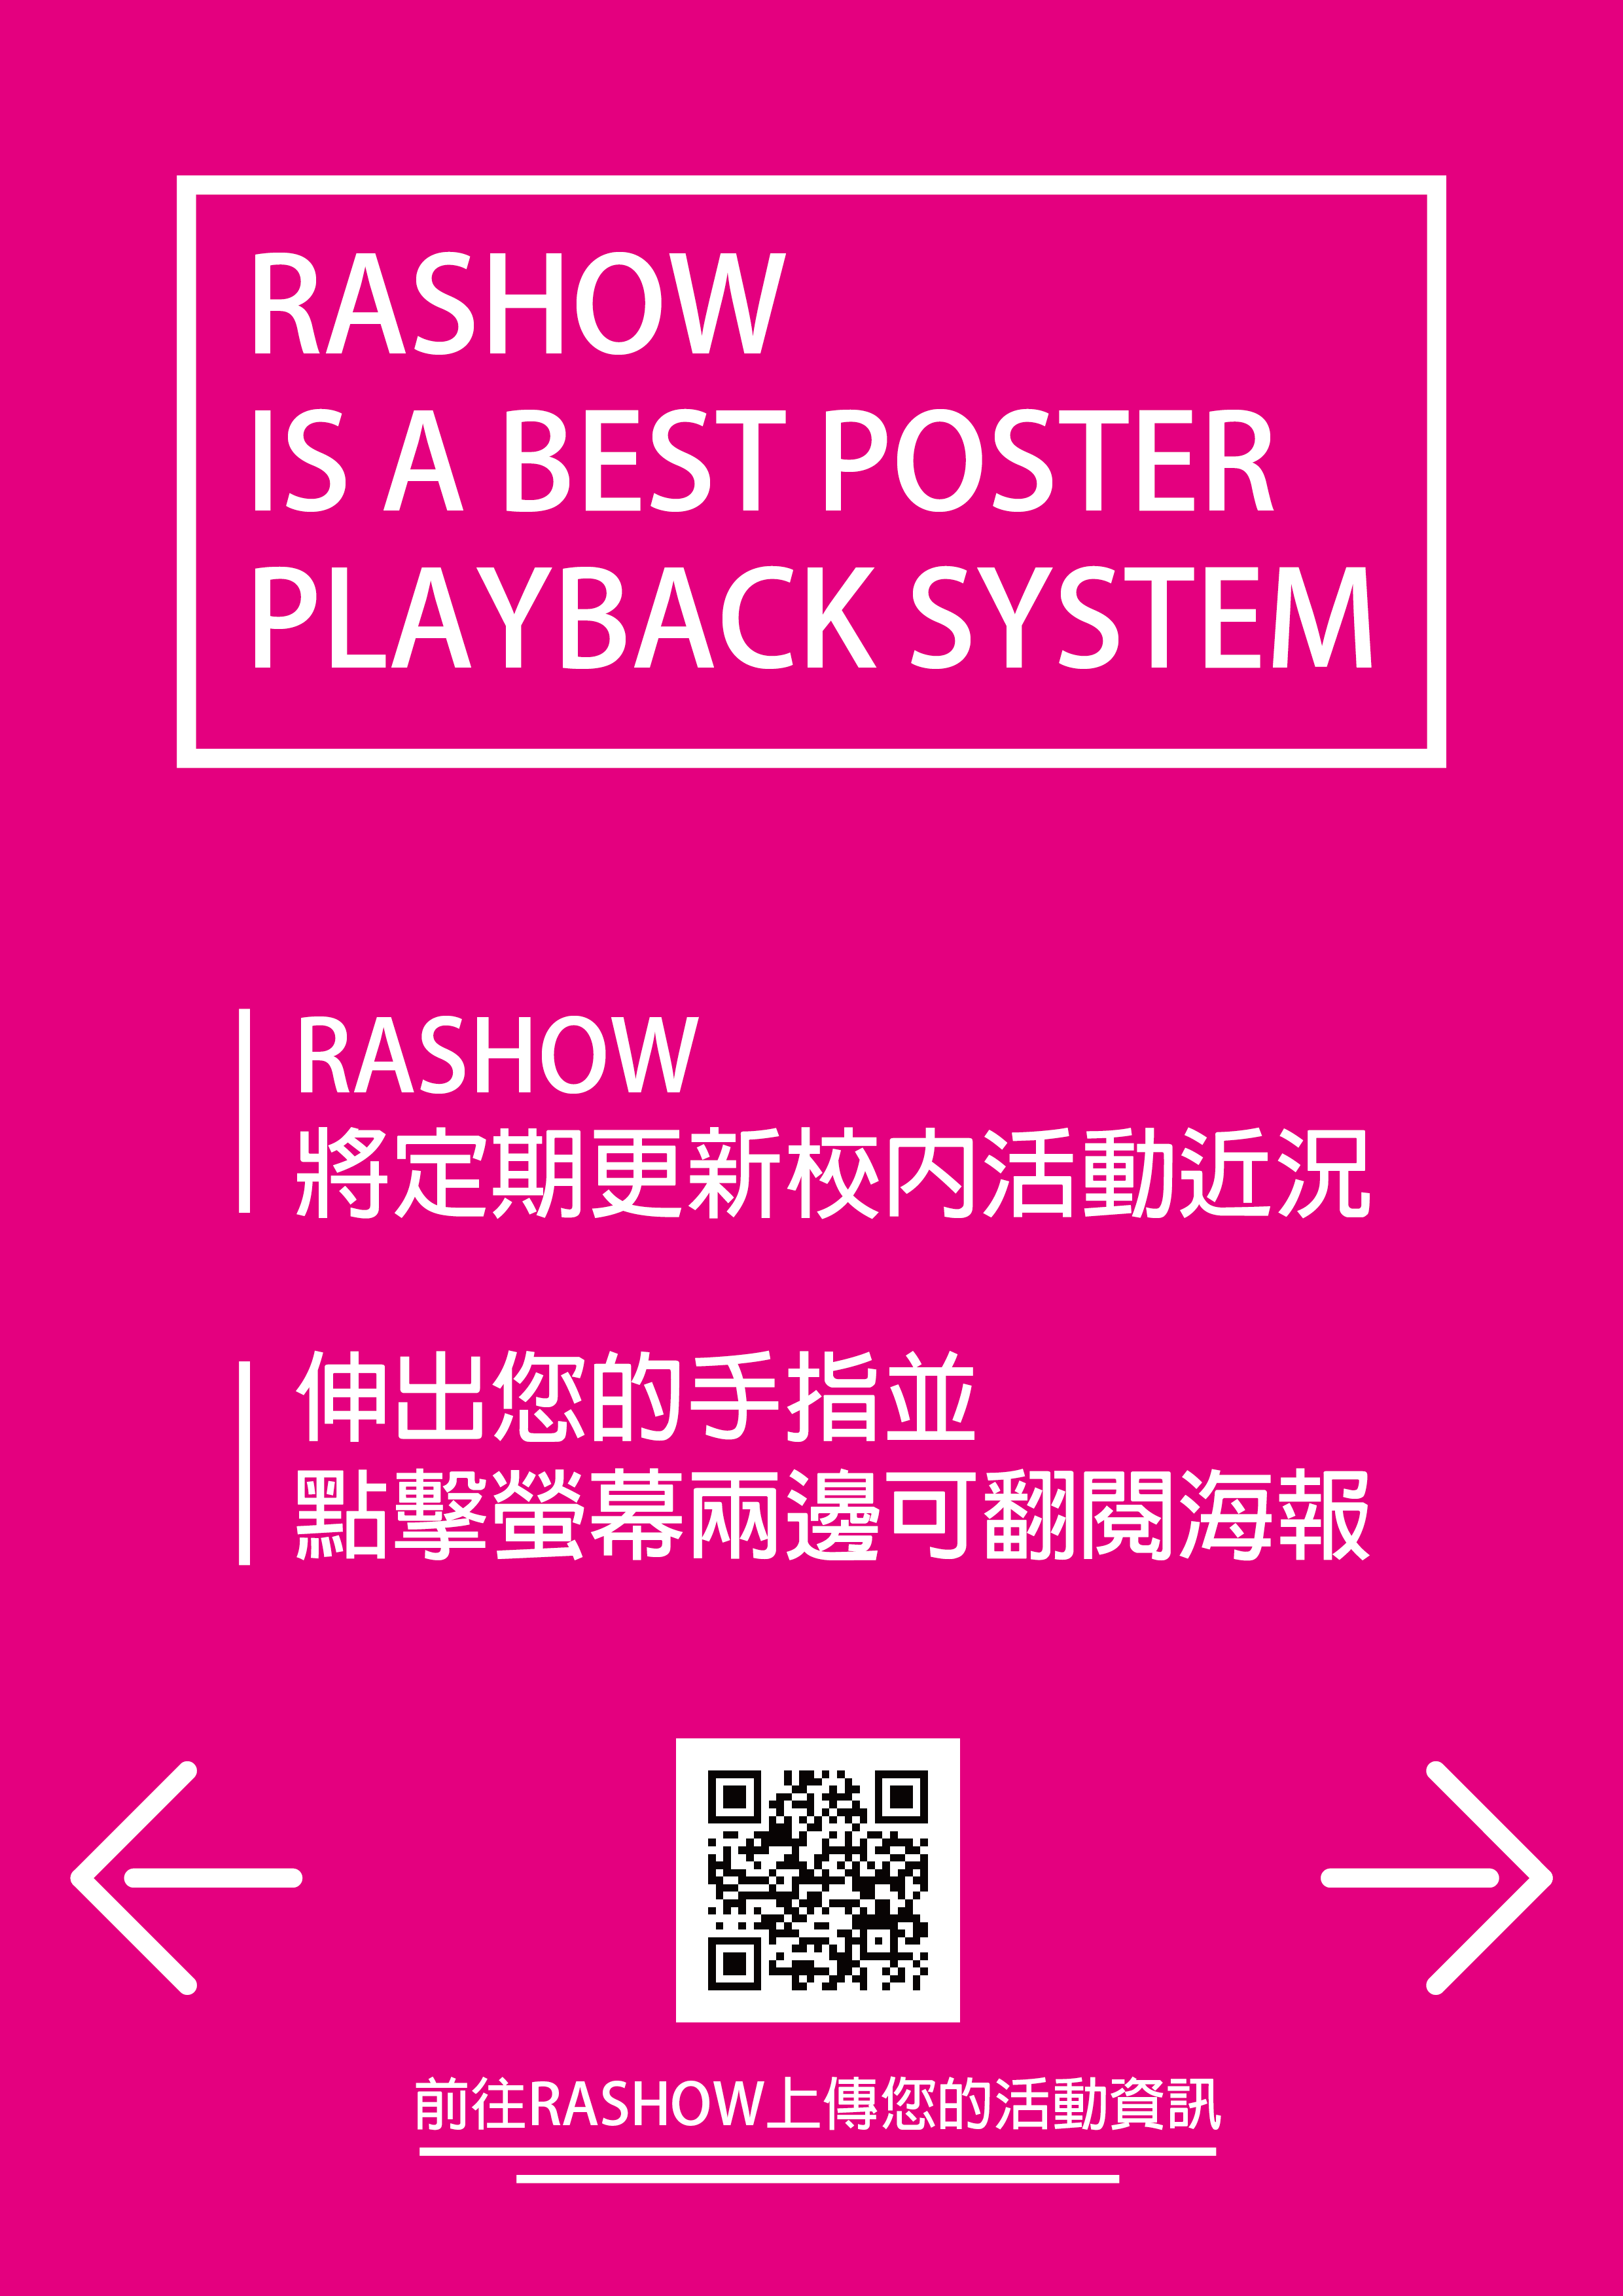 RASHOW
IS A BEST POSTER
PLAYBACK SYSTEM
RASHOW
將定期更新校內活動近況
伸出您的手指並
點擊螢幕兩邊可翻閱海報
前往RASHOW上傳您的活動資訊